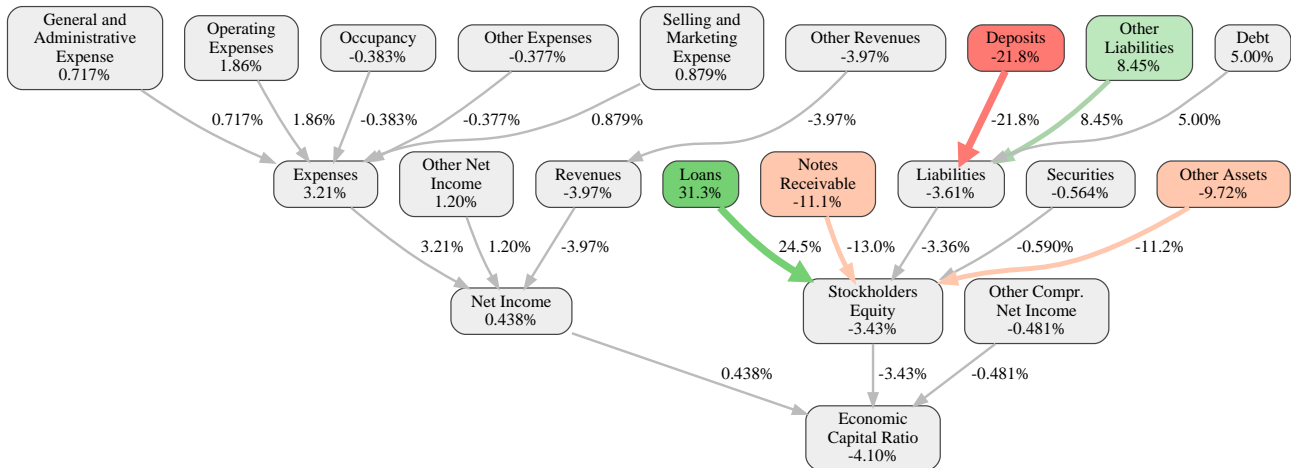 General and
Administrative
Expense
0.717%
Operating
Expenses
1.86%
Occupancy
-0.383%
Other Expenses
-0.377%
Selling and
Marketing
Expense
0.879%
Other Revenues
-3.97%
Deposits
-21.8%
Other
Liabilities
8.45%
Debt
5.00%
0.717%
1.86%
-0.383%
-0.377%
0.879%
-3.97%
-21.8%
8.45%
5.00%
Expenses
3.21%
Other Net
Income
1.20%
Revenues
-3.97%
Loans
31.3%
Notes
Receivable
-11.1%
Liabilities
-3.61%
Securities
-0.564%
Other Assets
-9.72%
3.21%
1.20%
-3.97%
24.5%
-13.0%
-3.36%
-0.590%
-11.2%
Net Income
0.438%
Stockholders
Equity
-3.43%
Other Compr.
Net Income
-0.481%
0.438%
-3.43%
-0.481%
Economic
Capital Ratio
-4.10%